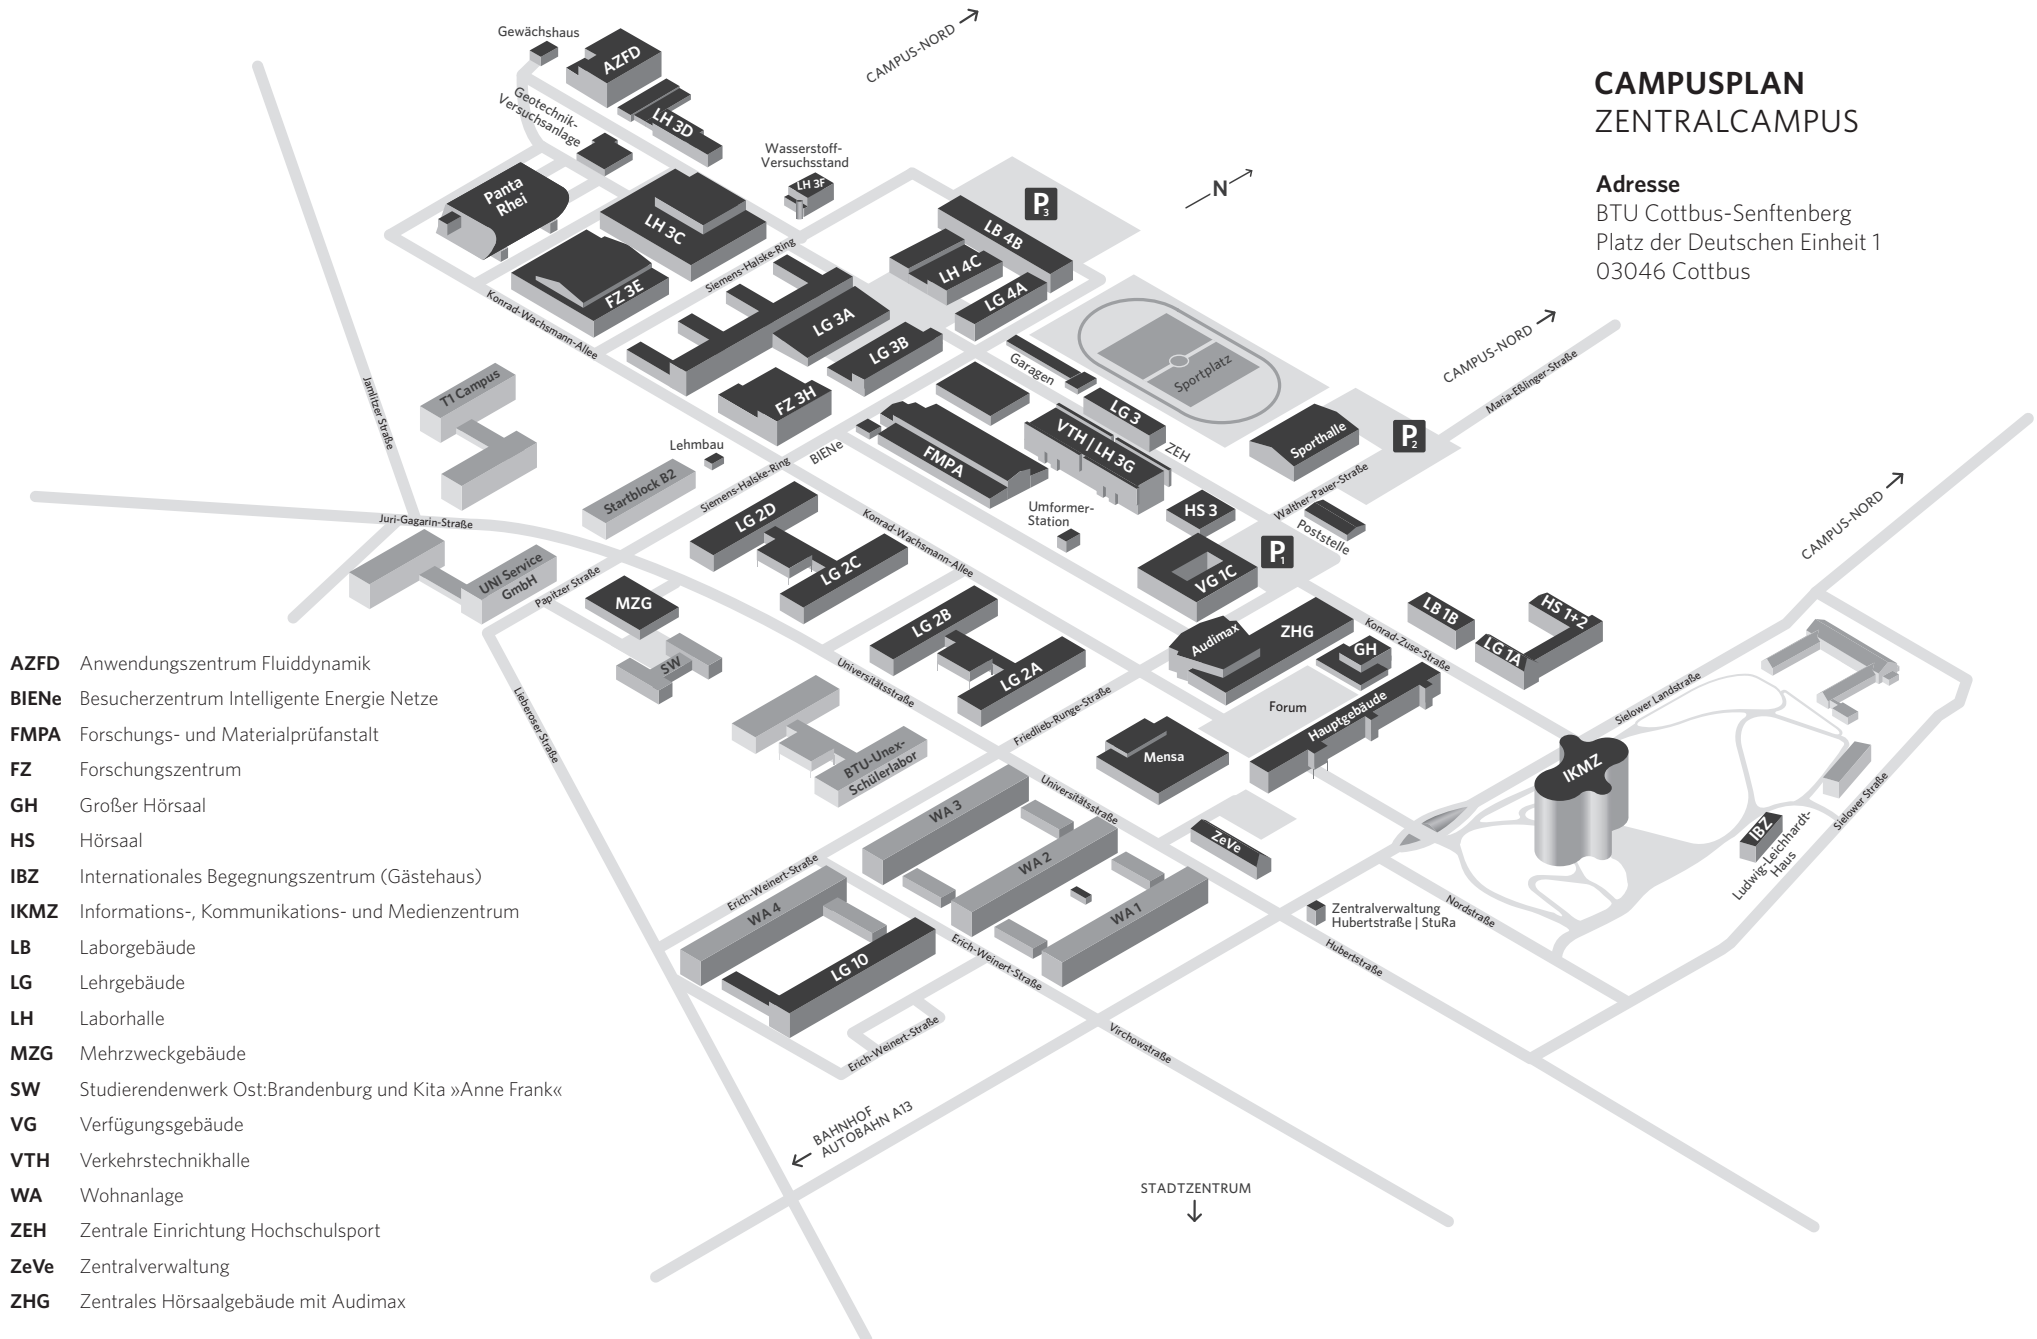 CAMPUSPLAN
ZENTRALCAMPUS
Adresse
BTU Cottbus-Senftenberg
Platz der Deutschen Einheit 1
03046 Cottbus
Gewächshaus
AZFD
CAMPUS-NORD
Geotechnik-
Versuchsanlage
LH 3D
Wasserstoff-
Versuchsstand
LH 3F
Panta
Rhei
LH 3C
N
P3
LB 4B
LH 4C
LG 4A
FZ 3E
Siemens-Halske-Ring
Konrad-Wachsmann-Allee
LG 3A
LG 3B
Garagen
Sportplatz
CAMPUS-NORD
Maria-Eßlinger-Straße
Jamlitzer Straße
T1 Campus
FZ 3H
LG 3
ZEH
VTH | LH 3G
Sporthalle
P2
Lehmbau
BIENe
FMPA
Startblock B2
Siemens-Halske-Ring
Walther-Pauer-Straße
HS 3
Umformer-
Station
Poststelle
CAMPUS-NORD
Juri-Gagarin-Straße
LG 2D
LG 2C
Konrad-Wachsmann-Allee
P1
VG 1C
UNI Service
GmbH
Papitzer Straße
MZG
LG 2B
LG 2A
SW
Audimax
ZHG
GH
Konrad-Zuse-Straße
LB 1B
LG 1A
HS 1+2
Universitätsstraße
Lieberoser Straße
Friedlieb-Runge-Straße
Forum
Hauptgebäude
Sielower Landstraße
Mensa
BTU-Unex-
Schülerlabor
IKMZ
Universitätsstraße
WA 3
WA 2
WA 1
WA 4
ZeVe
IBZ
Ludwig-Leichhardt-
Haus
Sielower Straße
Erich-Weinert-Straße
Zentralverwaltung
Hubertstraße | StuRa
Nordstraße
Hubertstraße
LG 10
Erich-Weinert-Straße
Erich-Weinert-Straße
Virchowstraße
BAHNHOF
AUTOBAHN A13
STADTZENTRUM
AZFD Anwendungszentrum Fluiddynamik
BIENe Besucherzentrum Intelligente Energie Netze
FMPA Forschungs- und Materialprüfanstalt
FZ Forschungszentrum
GH Großer Hörsaal
HS Hörsaal
IBZ Internationales Begegnungszentrum (Gästehaus)
IKMZ Informations-, Kommunikations- und Medienzentrum
LB Laborgebäude
LG Lehrgebäude
LH Laborhalle
MZG Mehrzweckgebäude
SW Studierendenwerk Ost:Brandenburg und Kita »Anne Frank«
VG Verfügungsgebäude
VTH Verkehrstechnikhalle
WA Wohnanlage
ZEH Zentrale Einrichtung Hochschulsport
ZeVe Zentralverwaltung
ZHG Zentrales Hörsaalgebäude mit Audimax